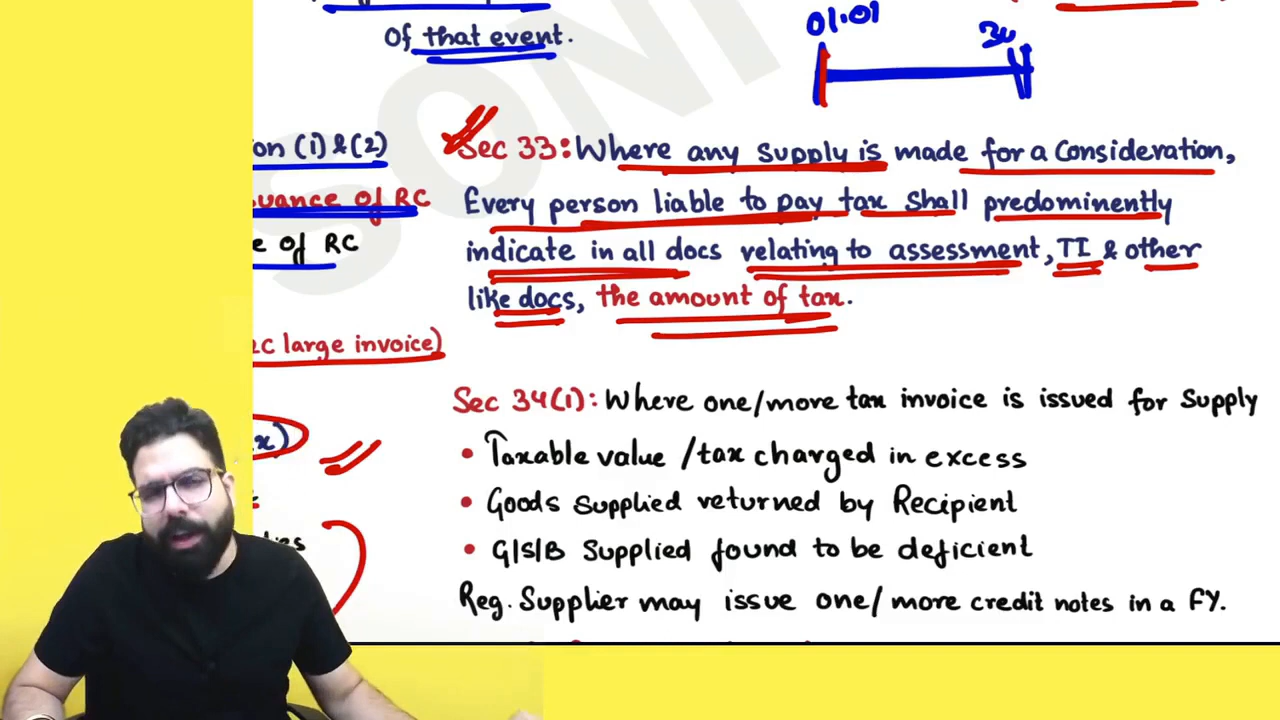 Of that event.
01.01
on (1) & (2)
suance of RC
e of RC
c large invoice)
Sec 33: Where any supply is made for a Consideration,
Every person liable to pay tax shall predominently
indicate in all docs relating to assessment, TI & other
like docs, the amount of tax.
Sec 34(1): Where one/more tax invoice is issued for Supply
• Taxable value /tax charged in excess
• Goods supplied returned by Recipient
• G/S/B Supplied found to be deficient
Reg. Supplier may issue one/more credit notes in a FY.
SONI